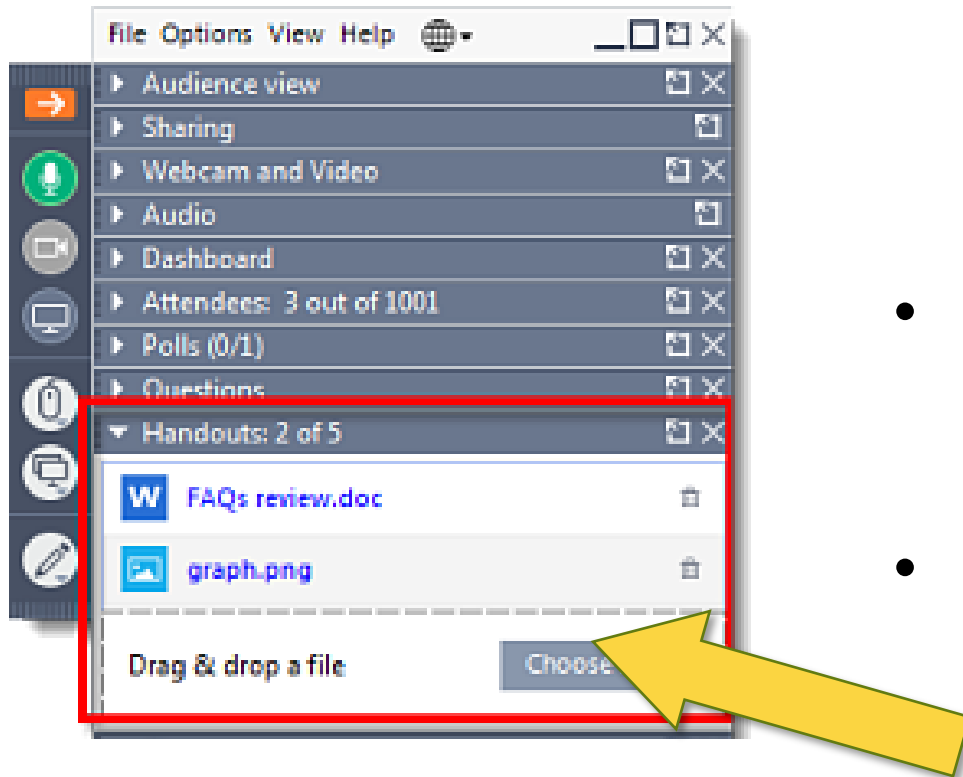 File Options View Help
Audience view
Sharing
Webcam and Video
Audio
Dashboard
Attendees: 3 out of 1001
Polls (0/1)
Questions
Handouts: 2 of 5
W FAQs review.doc
graph.png
Drag & drop a file Choose